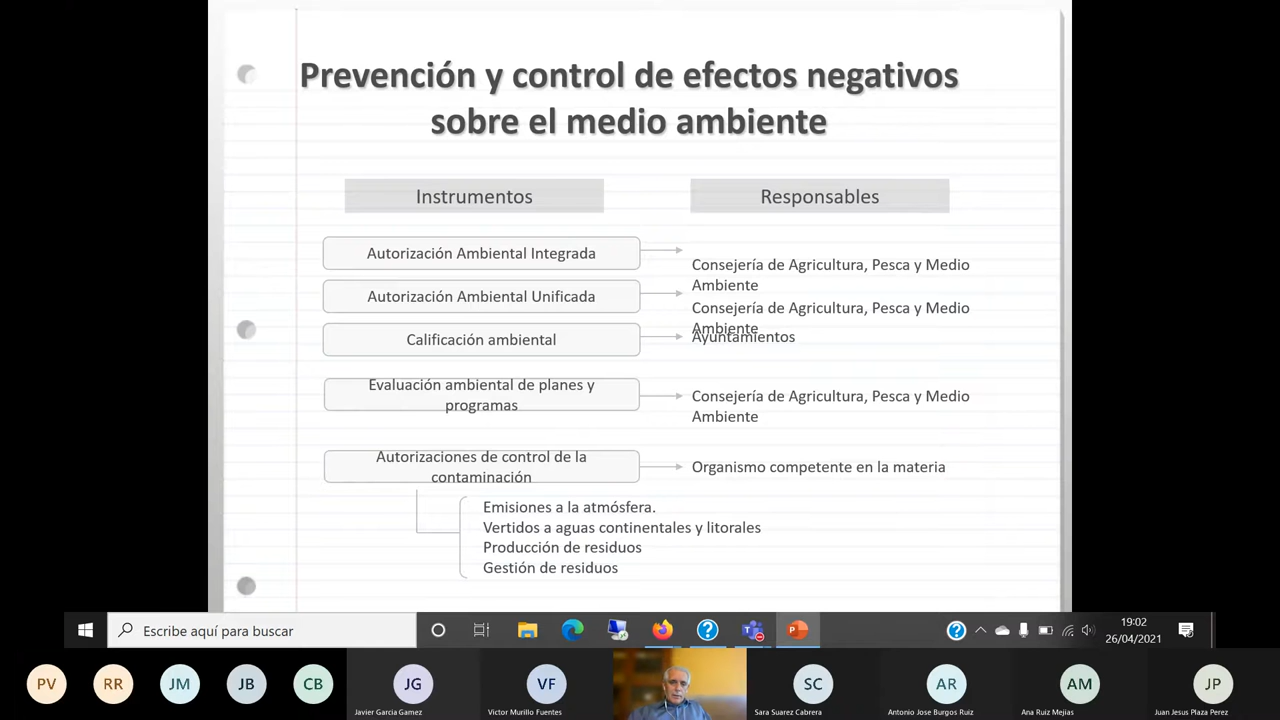 Prevención y control de efectos negativos
sobre el medio ambiente
Instrumentos
Responsables
Autorización Ambiental Integrada
Consejería de Agricultura, Pesca y Medio
Ambiente
Autorización Ambiental Unificada
Consejería de Agricultura, Pesca y Medio
Ambiente
Calificación ambiental
Ayuntamientos
Evaluación ambiental de planes y
programas
Consejería de Agricultura, Pesca y Medio
Ambiente
Autorizaciones de control de la
contaminación
Organismo competente en la materia
Emisiones a la atmósfera.
Vertidos a aguas continentales y litorales
Producción de residuos
Gestión de residuos
Escribe aquí para buscar
19:02
26/04/2021
PV
RR
JM
JB
CB
JG
VF
SC
AR
AM
JP
Javier Garcia Gamez
Victor Murillo Fuentes
Sara Suarez Cabrera
Antonio Jose Burgos Ruiz
Ana Ruiz Mejias
Juan Jesus Plaza Perez